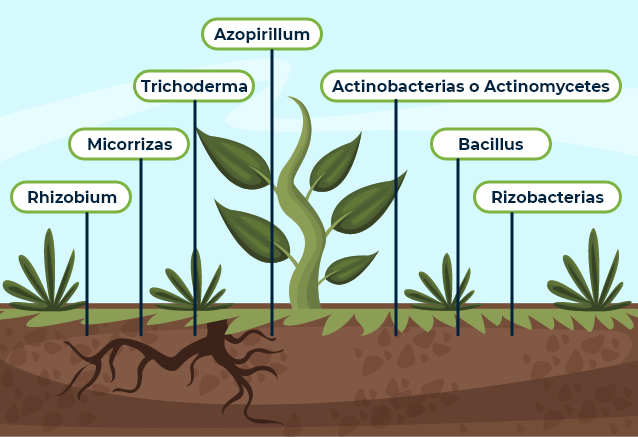 Azopirillum
Trichoderma
Actinobacterias o Actinomycetes
Micorrizas
Bacillus
Rhizobium
Rizobacterias